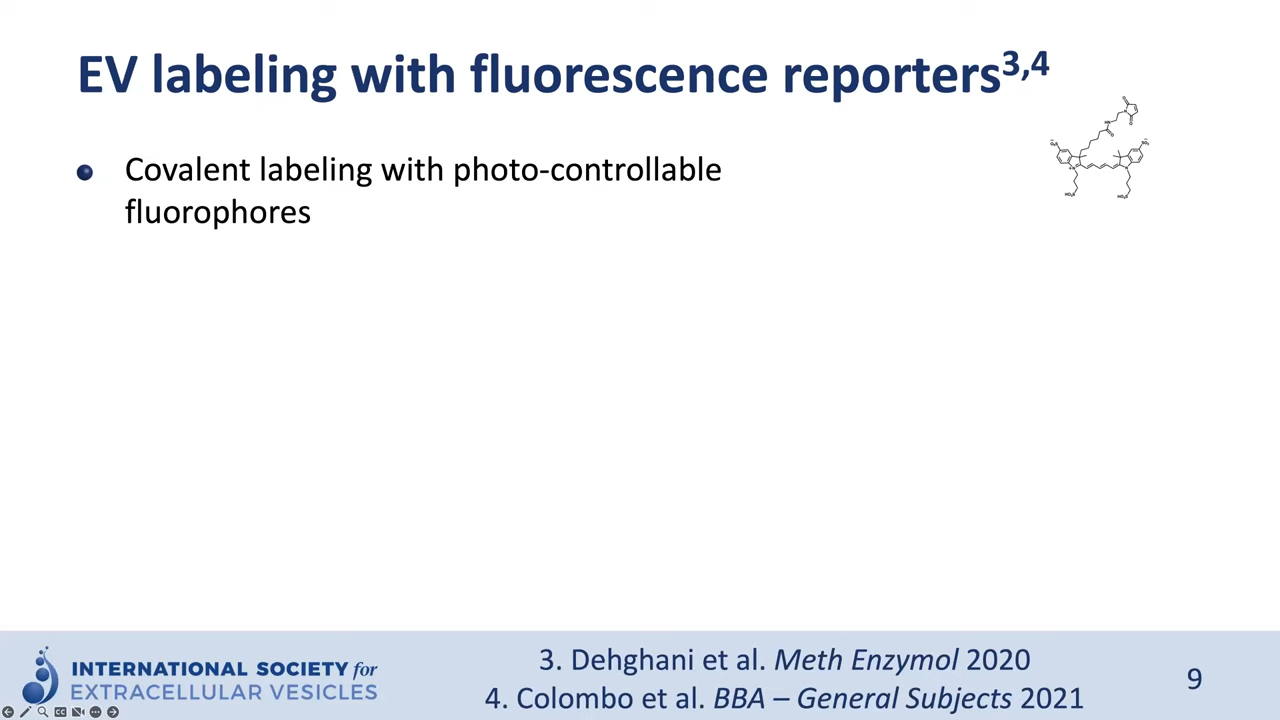 EV labeling with fluorescence reporters3,4
Covalent labeling with photo-controllable
fluorophores
INTERNATIONAL SOCIETY for
EXTRACELLULAR VESICLES
3. Dehghani et al. Meth Enzymol 2020
4. Colombo et al. BBA – General Subjects 2021
9